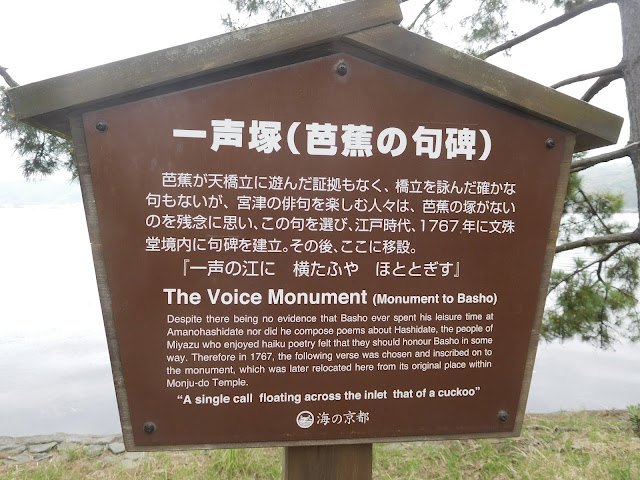 一声塚(芭蕉の句碑)
芭蕉が天橋立に遊んだ証拠もなく、橋立を詠んだ確かな
句もないが、宮津の俳句を楽しむ人々は、芭蕉の塚がない
のを残念に思い、この句を選び、江戸時代、1767年に文殊
堂境内に句碑を建立。その後、ここに移設。
『一声の江に 横たふや ほととぎす』
The Voice Monument (Monument to Basho)
Despite there being no evidence that Basho ever spent his leisure time at
Amanohashidate nor did he compose poems about Hashidate, the people of
Miyazu who enjoyed haiku poetry felt that they should honour Basho in some
way. Therefore in 1767, the following verse was chosen and inscribed on to
the monument, which was later relocated here from its original place within
Monju-do Temple.
“A single call floating across the inlet that of a cuckoo”
海の京都